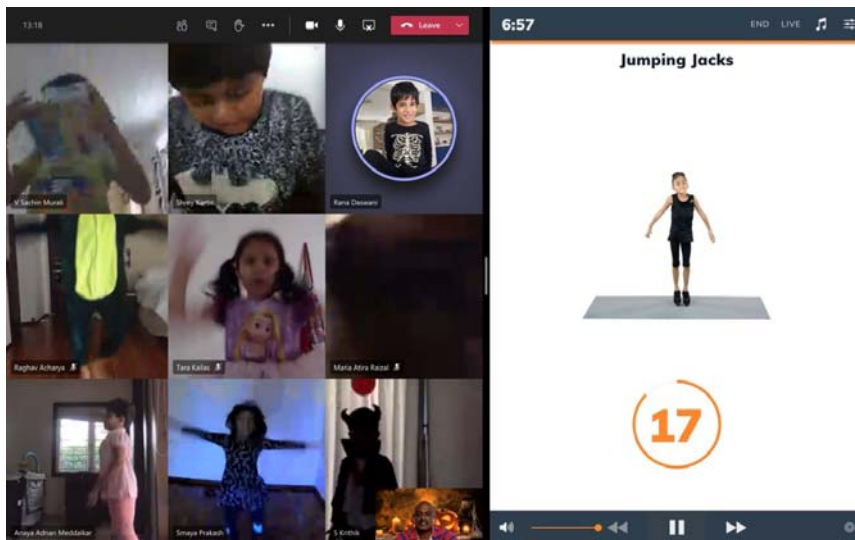 13:18
Leave
V Sachin Murali
Shrey Kartik
Rana Deswani
Raghav Acharya
Tara Kailas
Maria Atira Raizal
Anaya Adnan Meddaikar
Smaya Prakash
S Krithik
6:57
END LIVE
Jumping Jacks
17